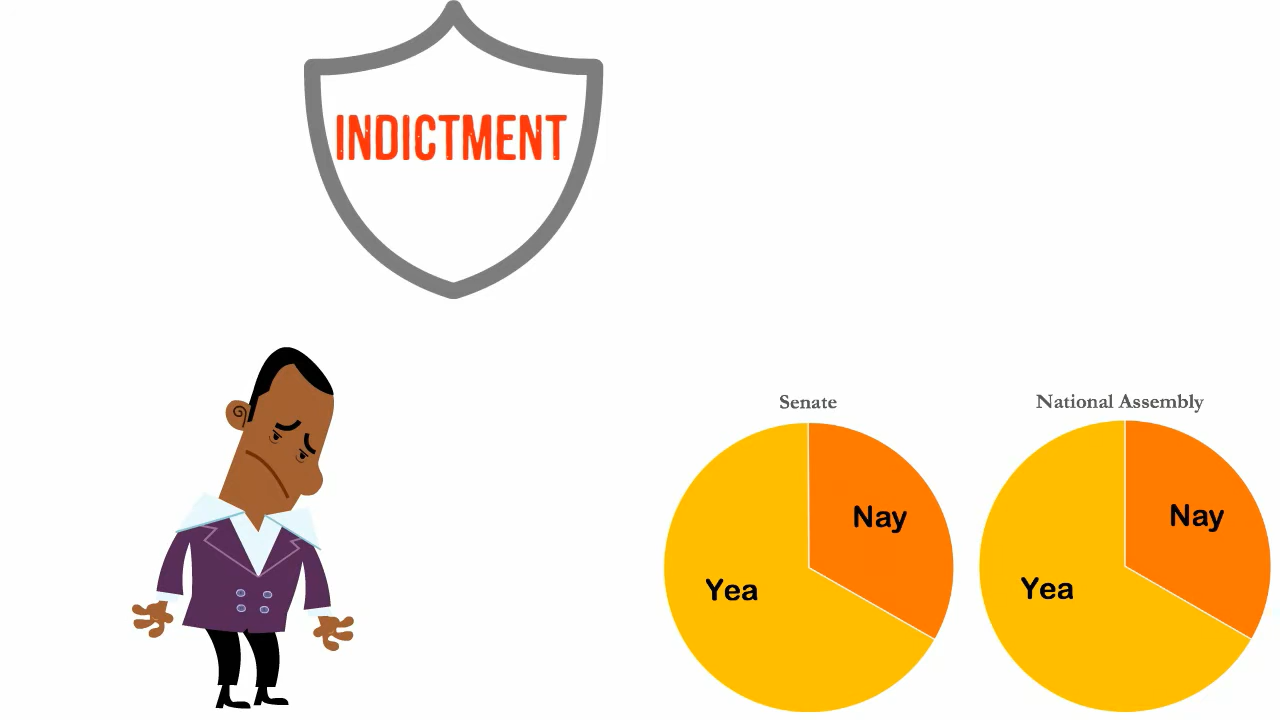 INDICTMENT
Senate
National Assembly
Nay
Nay
Yea
Yea